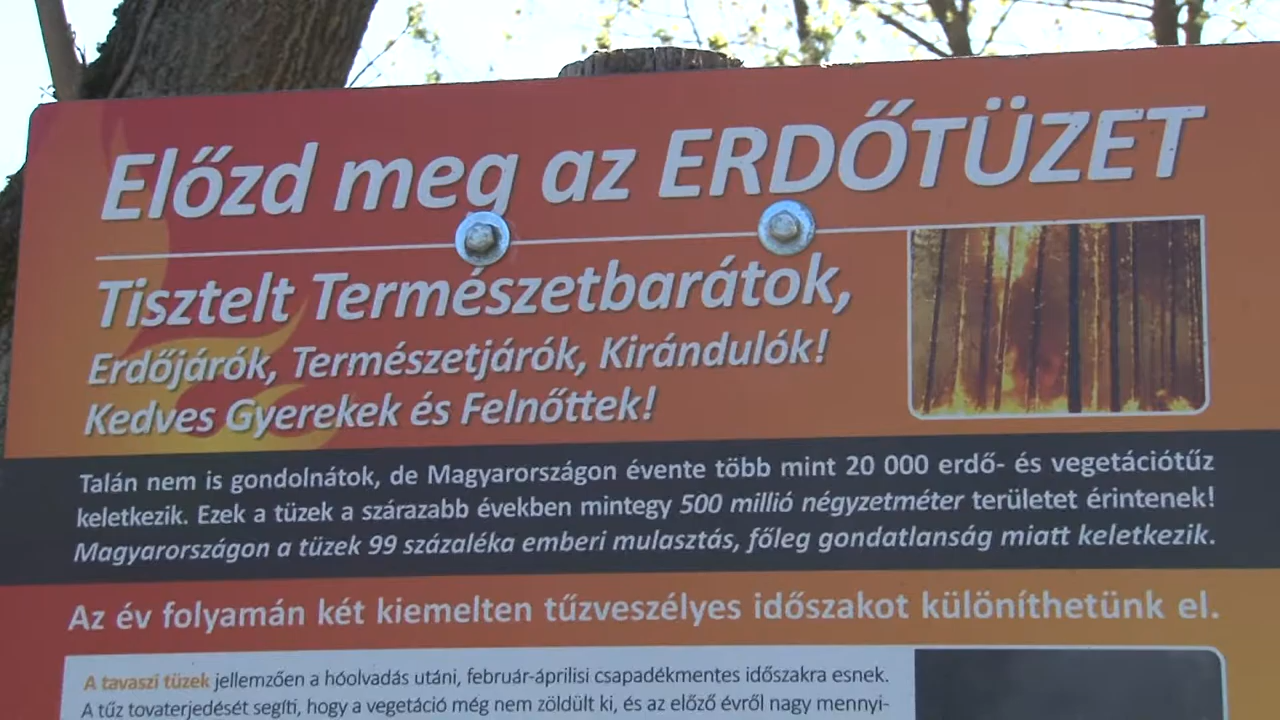 Előzd meg az ERDŐTÜZET
Tisztelt Természetbarátok,
Erdőjárók, Természetjárók, Kirándulók!
Kedves Gyerekek és Felnőttek!
Talán nem is gondolnátok, de Magyarországon évente több mint 20 000 erdő- és vegetációtűz
keletkezik. Ezek a tüzek a szárazabb években mintegy 500 millió négyzetméter területet érintenek!
Magyarországon a tüzek 99 százaléka emberi mulasztás, főleg gondatlanság miatt keletkezik.
Az év folyamán két kiemelten tűzveszélyes időszakot különíthetünk el.
A tavaszi tüzek jellemzően a hóolvadás utáni, február-áprilisi csapadékmentes időszakra esnek.
A tűz tovaterjedését segíti, hogy a vegetáció még nem zöldült ki, és az előző évről nagy mennyi-